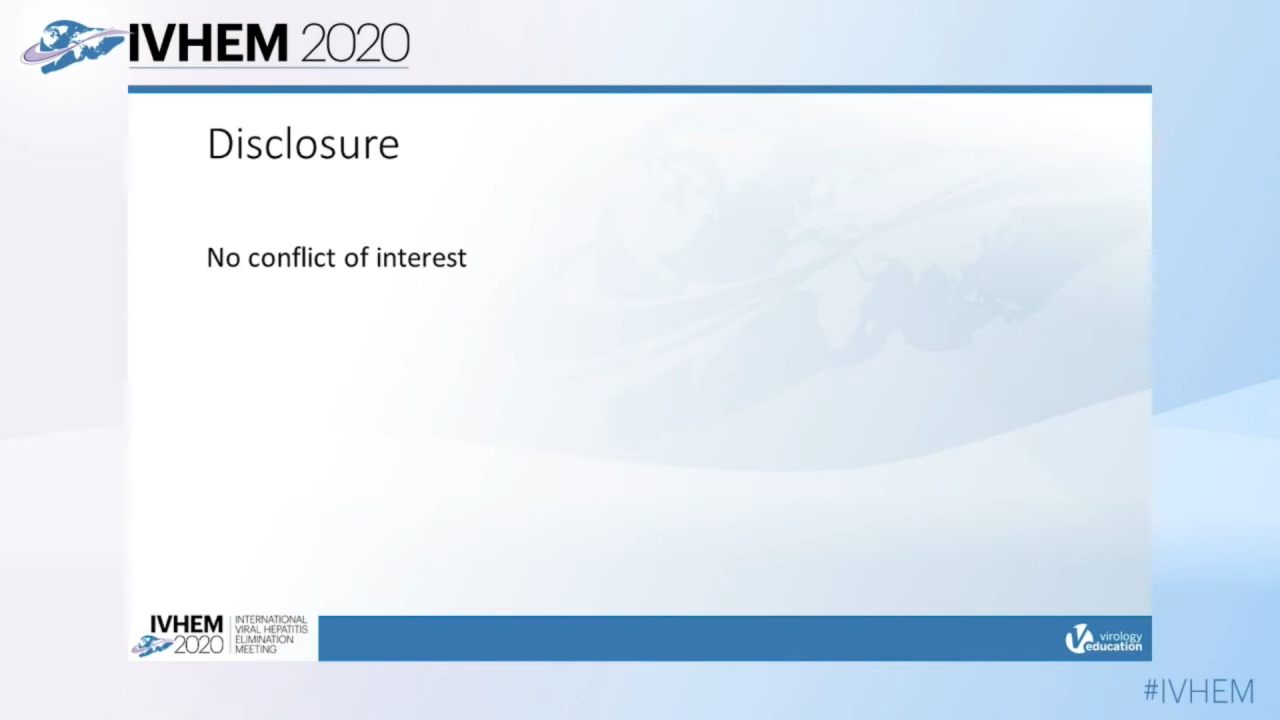 IVHEM 2020
Disclosure
No conflict of interest
IVHEM
2020
INTERNATIONAL
VIRAL HEPATITIS
ELIMINATION
MEETING
virology
education
#IVHEM